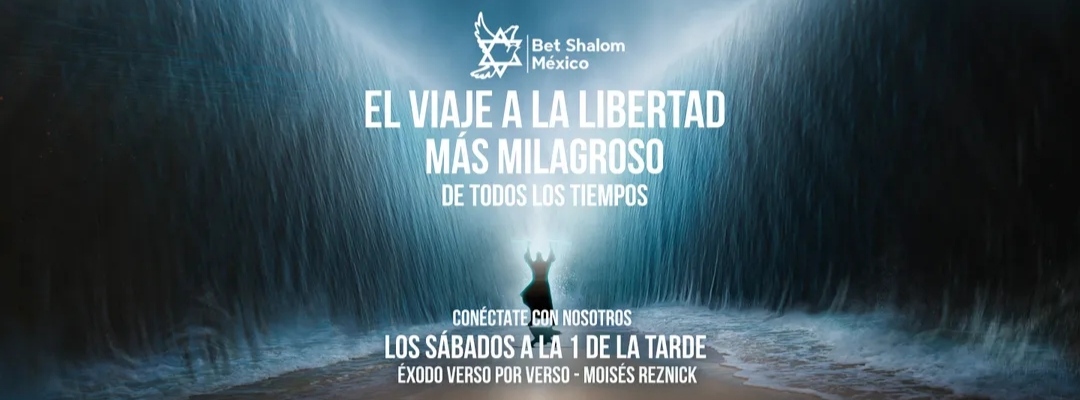 Bet Shalom
México
EL VIAJE A LA LIBERTAD
MÁS MILAGROSO
DE TODOS LOS TIEMPOS
CONÉCTATE CON NOSOTROS
LOS SÁBADOS A LA 1 DE LA TARDE
ÉXODO VERSO POR VERSO - MOISÉS REZNICK